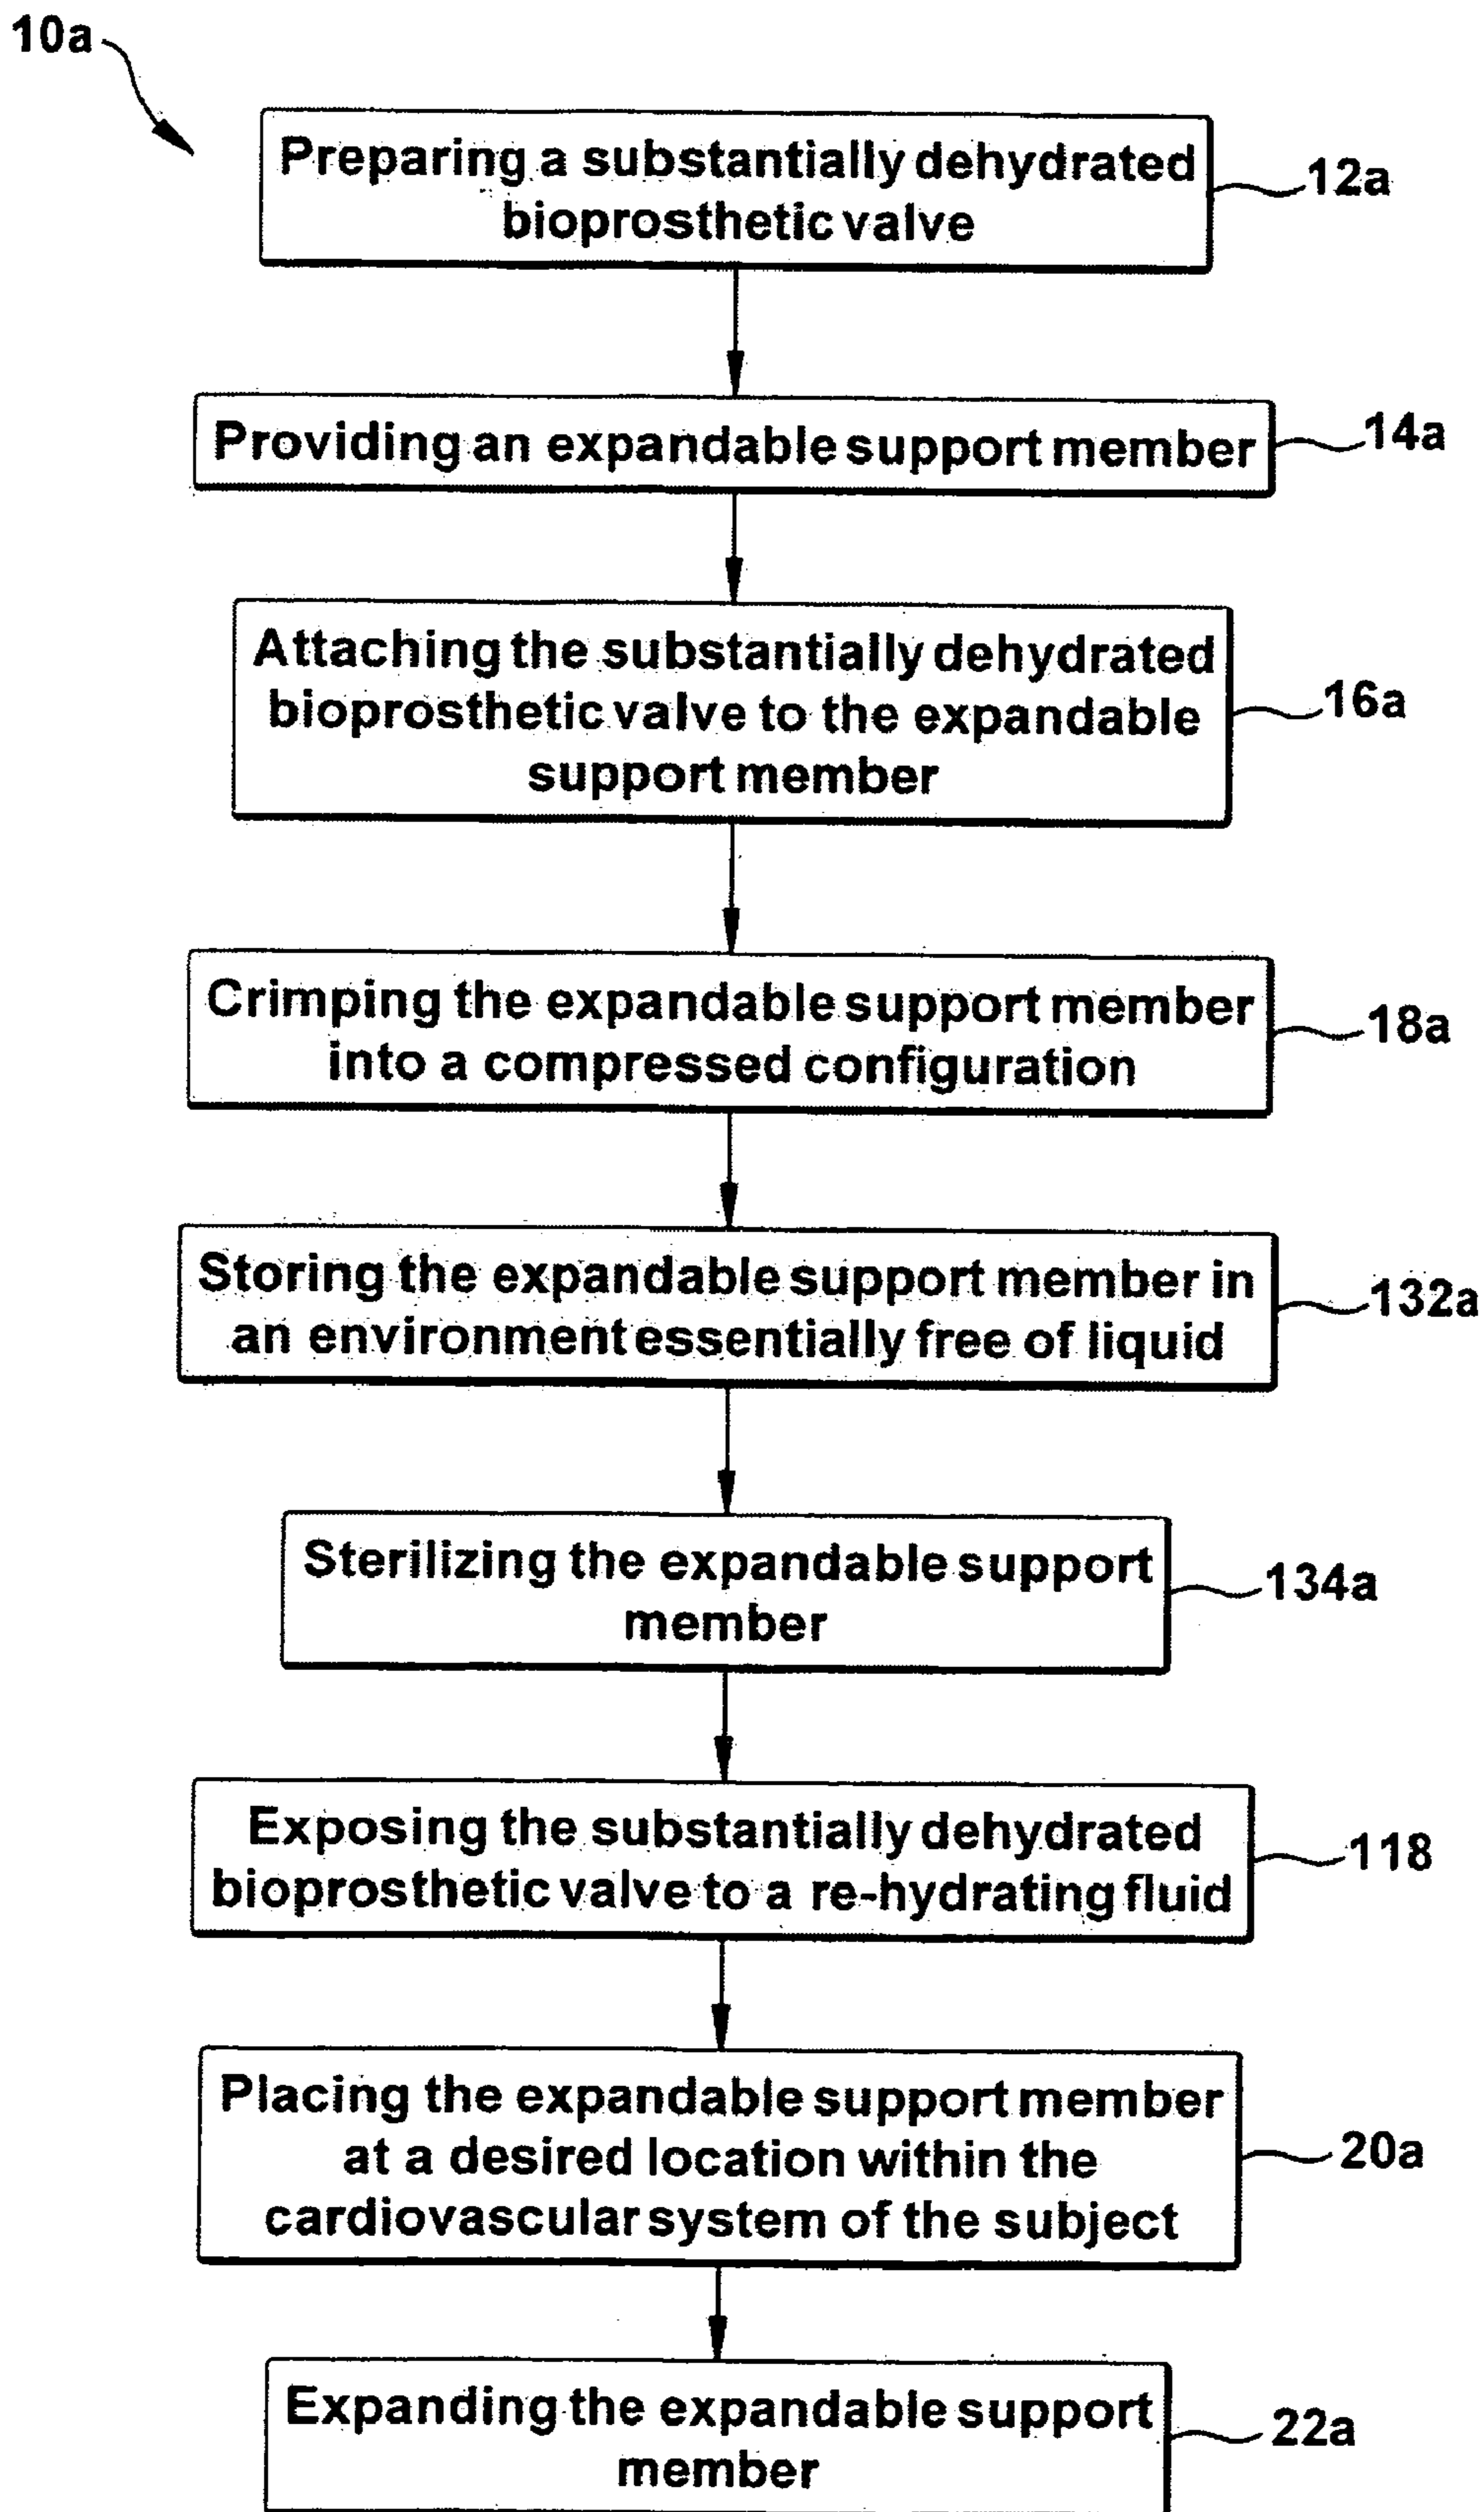 10a
Preparing a substantially dehydrated
bioprosthetic valve
12a
Providing an expandable support member
14a
Attaching the substantially dehydrated
bioprosthetic valve to the expandable
support member
16a
Crimping the expandable support member
into a compressed configuration
18a
Storing the expandable support member in
an environment essentially free of liquid
132a
Sterilizing the expandable support
member
134a
Exposing the substantially dehydrated
bioprosthetic valve to a re-hydrating fluid
118
Placing the expandable support member
at a desired location within the
cardiovascular system of the subject
20a
Expanding the expandable support
member
22a